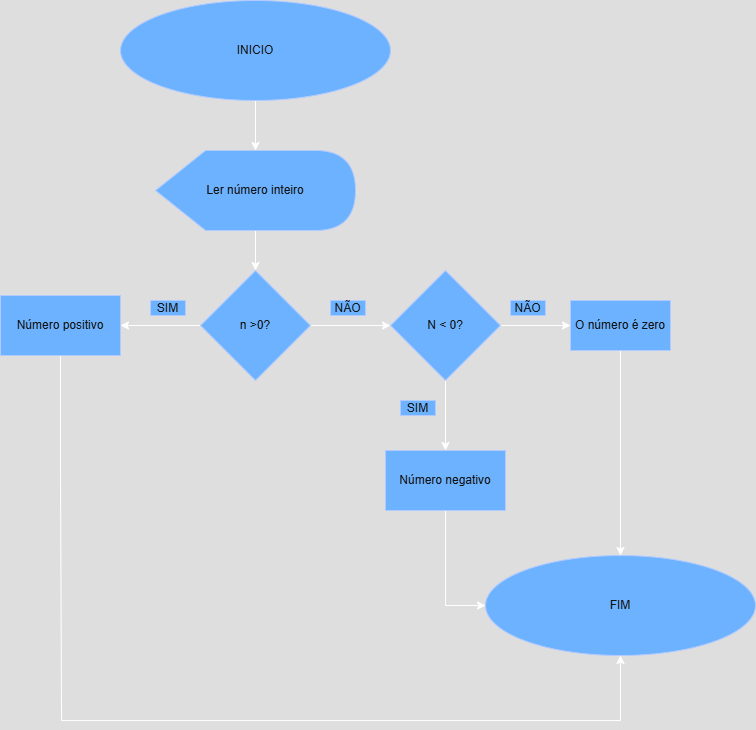 INICIO
Ler número inteiro
SIM
NÃO
NÃO
Número positivo
n >0?
N < 0?
O número é zero
SIM
Número negativo
FIM